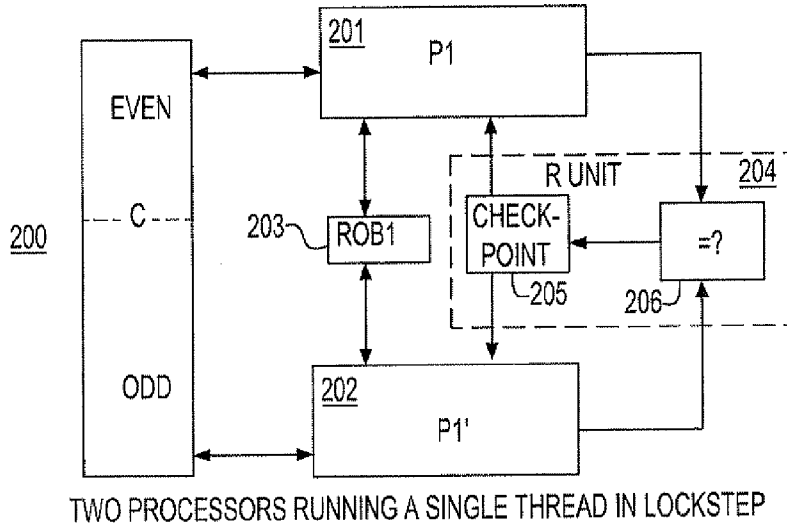 201
P1
EVEN
C
200
ODD
203
ROB1
R UNIT
204
CHECK-
POINT
205
=?
206
202
P1'
TWO PROCESSORS RUNNING A SINGLE THREAD IN LOCKSTEP